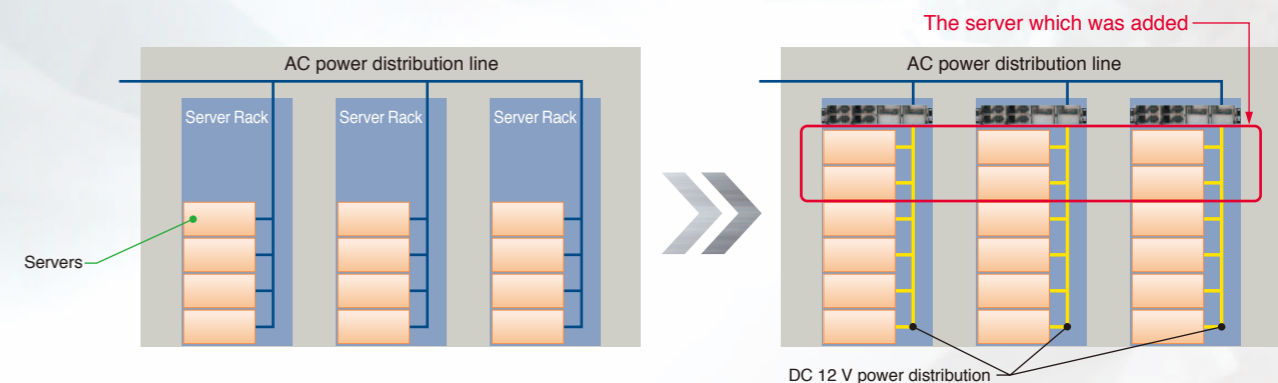 The server which was added
AC power distribution line
Server Rack
Server Rack
Server Rack
Servers
AC power distribution line
DC 12 V power distribution